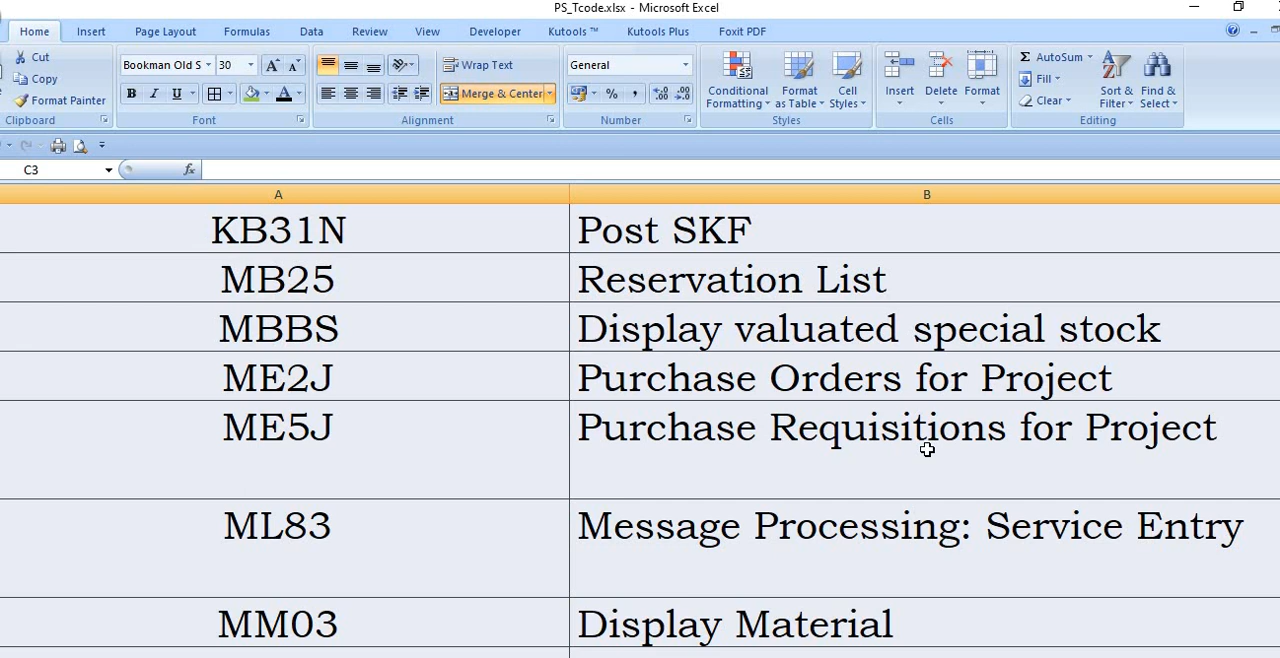 PS_Tcode.xlsx - Microsoft Excel
Home Insert Page Layout Formulas Data Review View Developer Kutools ™ Kutools Plus Foxit PDF
Cut
Copy
Format Painter
Clipboard
Bookman Old S 30
Font
Wrap Text
Merge & Center
Alignment
General
Number
Conditional Formatting
Format as Table
Cell Styles
Styles
Insert Delete Format
Cells
AutoSum
Fill
Clear
Sort & Filter
Find & Select
Editing
C3 fx
A B
KB31N Post SKF
MB25 Reservation List
MBBS Display valuated special stock
ME2J Purchase Orders for Project
ME5J Purchase Requisitions for Project
ML83 Message Processing: Service Entry
MM03 Display Material